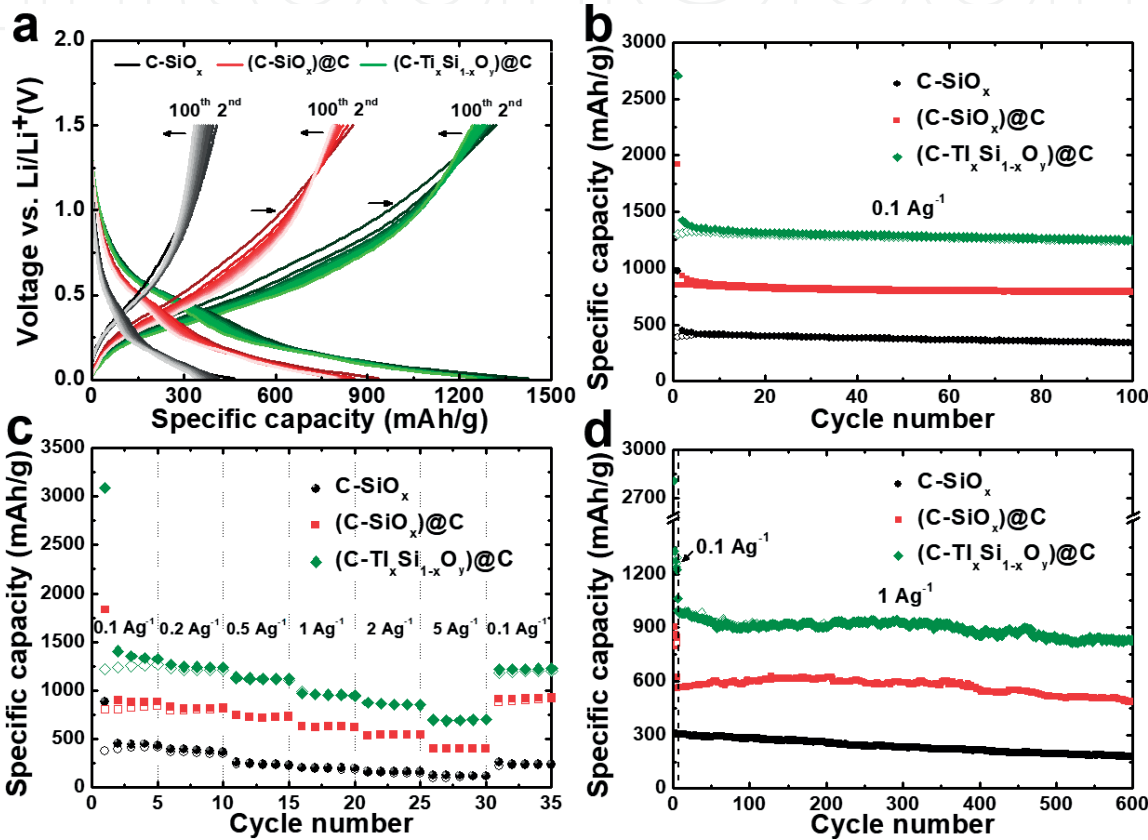 a
2.0
1.5
1.0
0.5
0.0
Voltage vs. Li/Li⁺(V)
C-SiOₓ (C-SiOₓ)@C (C-TiₓSi₁₋ₓOᵧ)@C
100ᵗʰ 2ⁿᵈ 100ᵗʰ 2ⁿᵈ 100ᵗʰ 2ⁿᵈ
0 300 600 900 1200 1500
Specific capacity (mAh/g)
b
3000
2500
2000
1500
1000
500
0
Specific capacity (mAh/g)
C-SiOₓ
(C-SiOₓ)@C
(C-TIₓSi₁₋ₓOᵧ)@C
0.1 Ag⁻¹
0 20 40 60 80 100
Cycle number
c
3500
3000
2500
2000
1500
1000
500
0
Specific capacity (mAh/g)
C-SiOₓ
(C-SiOₓ)@C
(C-TIₓSi₁₋ₓOᵧ)@C
0.1 Ag⁻¹ 0.2 Ag⁻¹ 0.5 Ag⁻¹ 1 Ag⁻¹ 2 Ag⁻¹ 5 Ag⁻¹ 0.1 Ag⁻¹
0 5 10 15 20 25 30 35
Cycle number
d
3000
2700
1200
900
600
300
0
Specific capacity (mAh/g)
C-SiOₓ
(C-SiOₓ)@C
(C-TIₓSi₁₋ₓOᵧ)@C
0.1 Ag⁻¹
1 Ag⁻¹
0 100 200 300 400 500 600
Cycle number